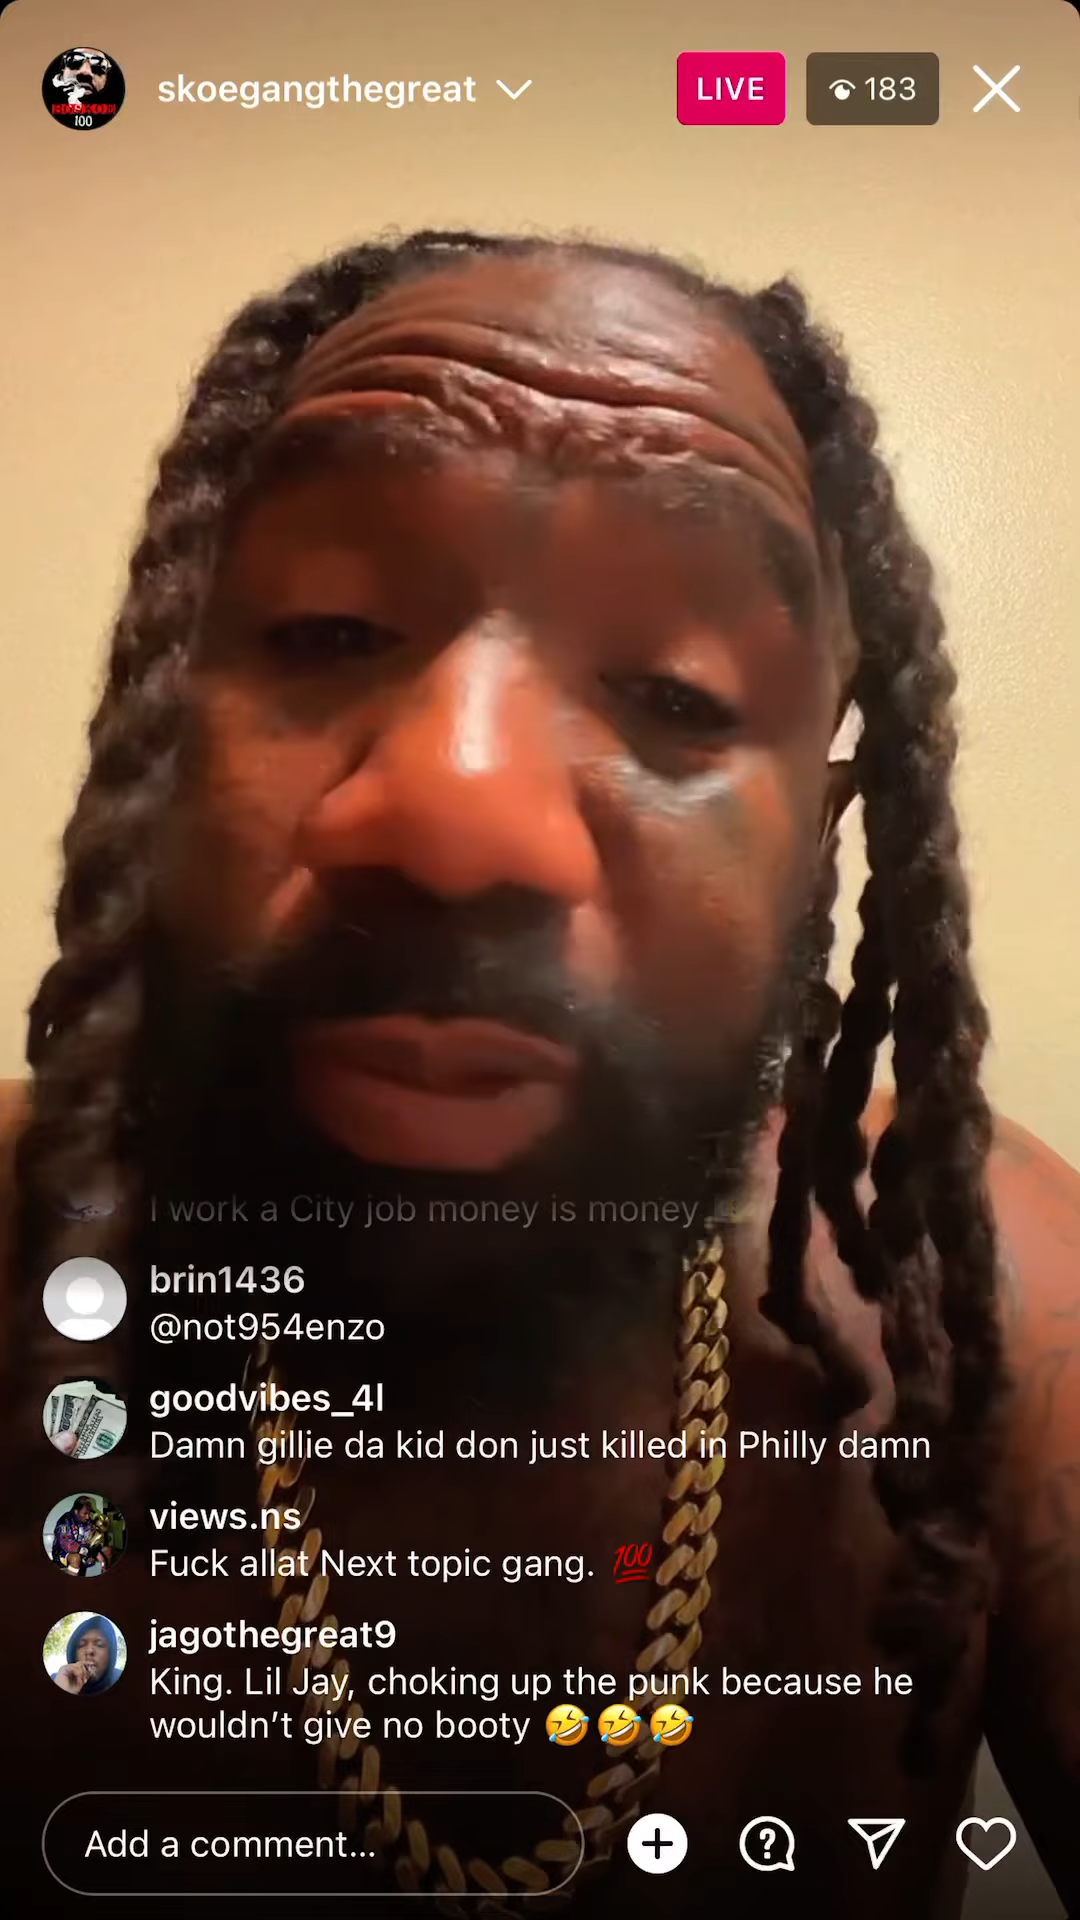 skoegangthegreat
LIVE
183
BOSKOE
100
I work a City job money is money
brin1436
@not954enzo
goodvibes_4l
Damn gillie da kid don just killed in Philly damn
views.ns
Fuck allat Next topic gang. 💯
jagothegreat9
King. Lil Jay, choking up the punk because he
wouldn’t give no booty 🤣🤣🤣
Add a comment...